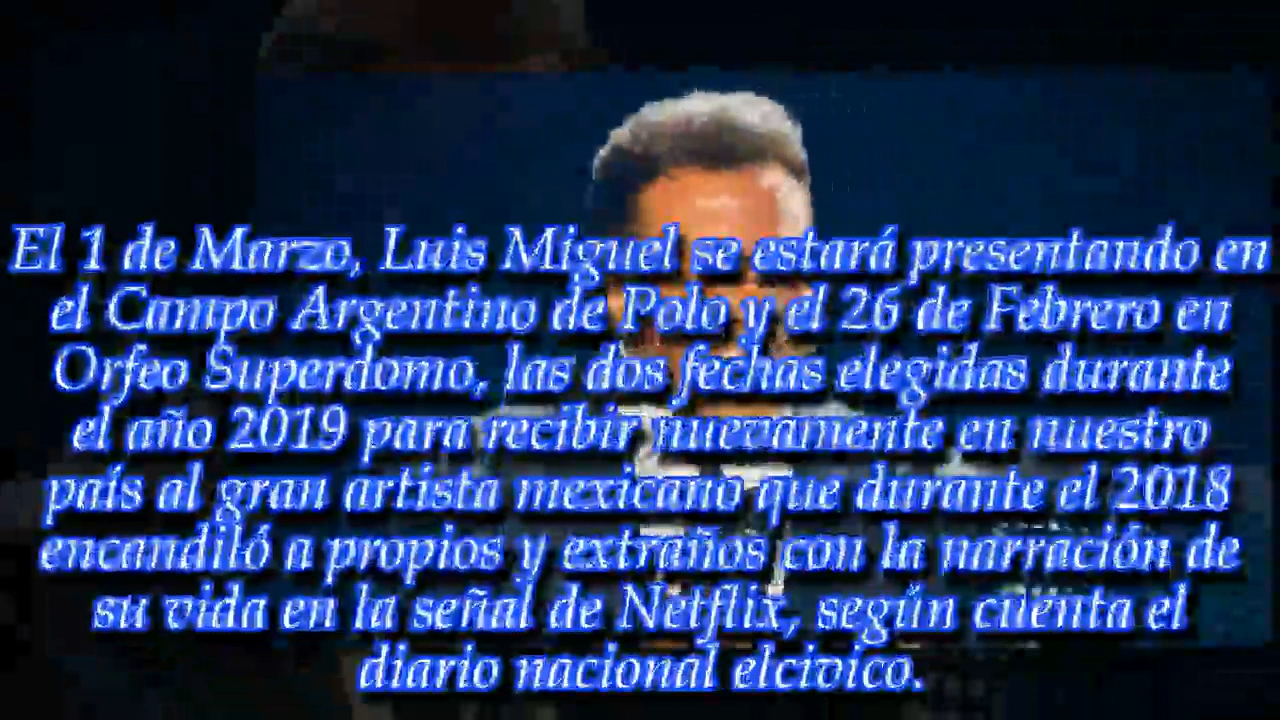 El 1 de Marzo, Luis Miguel se estará presentando en
el Campo Argentino de Polo y el 26 de Febrero en
Orfeo Superdomo, las dos fechas elegidas durante
el año 2019 para recibir nuevamente en nuestro
país al gran artista mexicano que durante el 2018
encandiló a propios y extraños con la narración de
su vida en la señal de Netflix, según cuenta el
diario nacional elcivico.